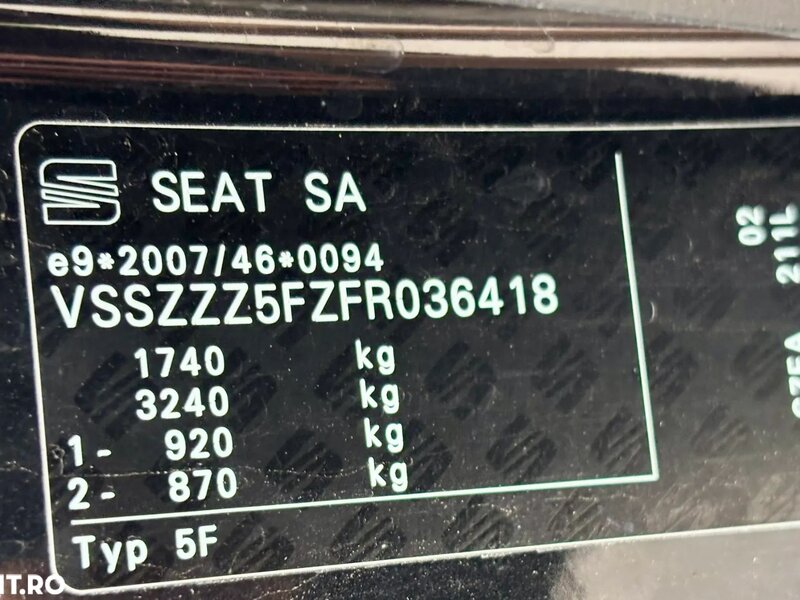 SEAT SA
e9*2007/46*0094
VSSZZZ5FZFR036418
1740 kg
3240 kg
1- 920 kg
2- 870 kg
Typ 5F
02
211L
IT.RO